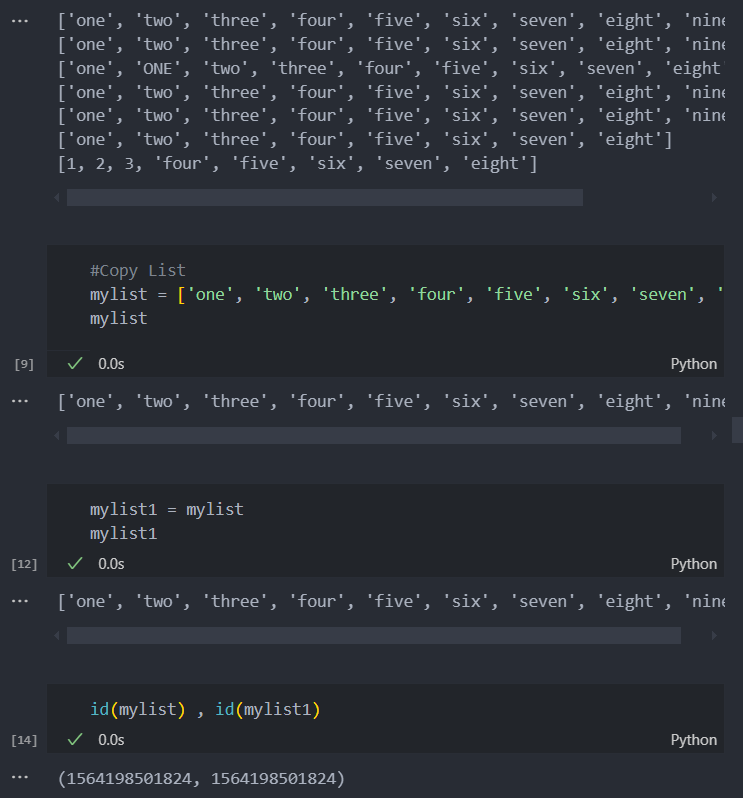 ['one', 'two', 'three', 'four', 'five', 'six', 'seven', 'eight', 'nine
['one', 'two', 'three', 'four', 'five', 'six', 'seven', 'eight', 'nine
['one', 'ONE', 'two', 'three', 'four', 'five', 'six', 'seven', 'eight'
['one', 'two', 'three', 'four', 'five', 'six', 'seven', 'eight', 'nine
['one', 'two', 'three', 'four', 'five', 'six', 'seven', 'eight', 'nine
['one', 'two', 'three', 'four', 'five', 'six', 'seven', 'eight']
[1, 2, 3, 'four', 'five', 'six', 'seven', 'eight']
#Copy List
mylist = ['one', 'two', 'three', 'four', 'five', 'six', 'seven', '
mylist
[9] 0.0s Python
['one', 'two', 'three', 'four', 'five', 'six', 'seven', 'eight', 'nine
mylist1 = mylist
mylist1
[12] 0.0s Python
['one', 'two', 'three', 'four', 'five', 'six', 'seven', 'eight', 'nine
id(mylist) , id(mylist1)
[14] 0.0s Python
(1564198501824, 1564198501824)